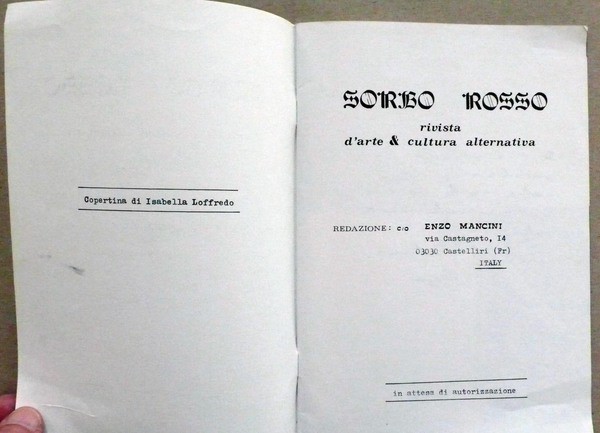 Copertina di Isabella Loffredo
SORBO ROSSO
rivista
d'arte & cultura alternativa
REDAZIONE: c/o ENZO MANCINI
via Castagneto, 14
03030 Castelliri (Fr)
ITALY
in attesa di autorizzazione